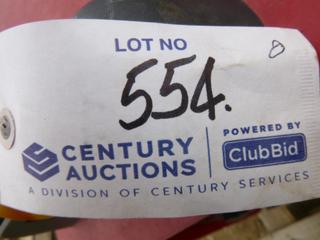 LOT NO
8
554.
CENTURY AUCTIONS
POWERED BY
ClubBid
A DIVISION OF CENTURY SERVICES